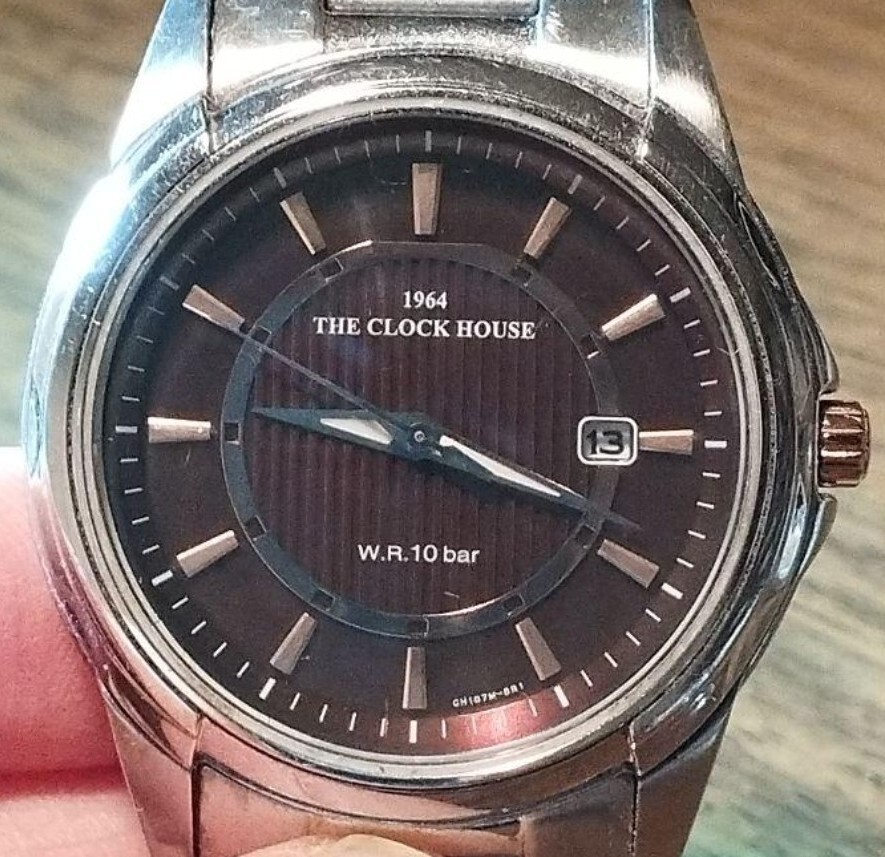 1964
THE CLOCK HOUSE
13
W.R.10 bar